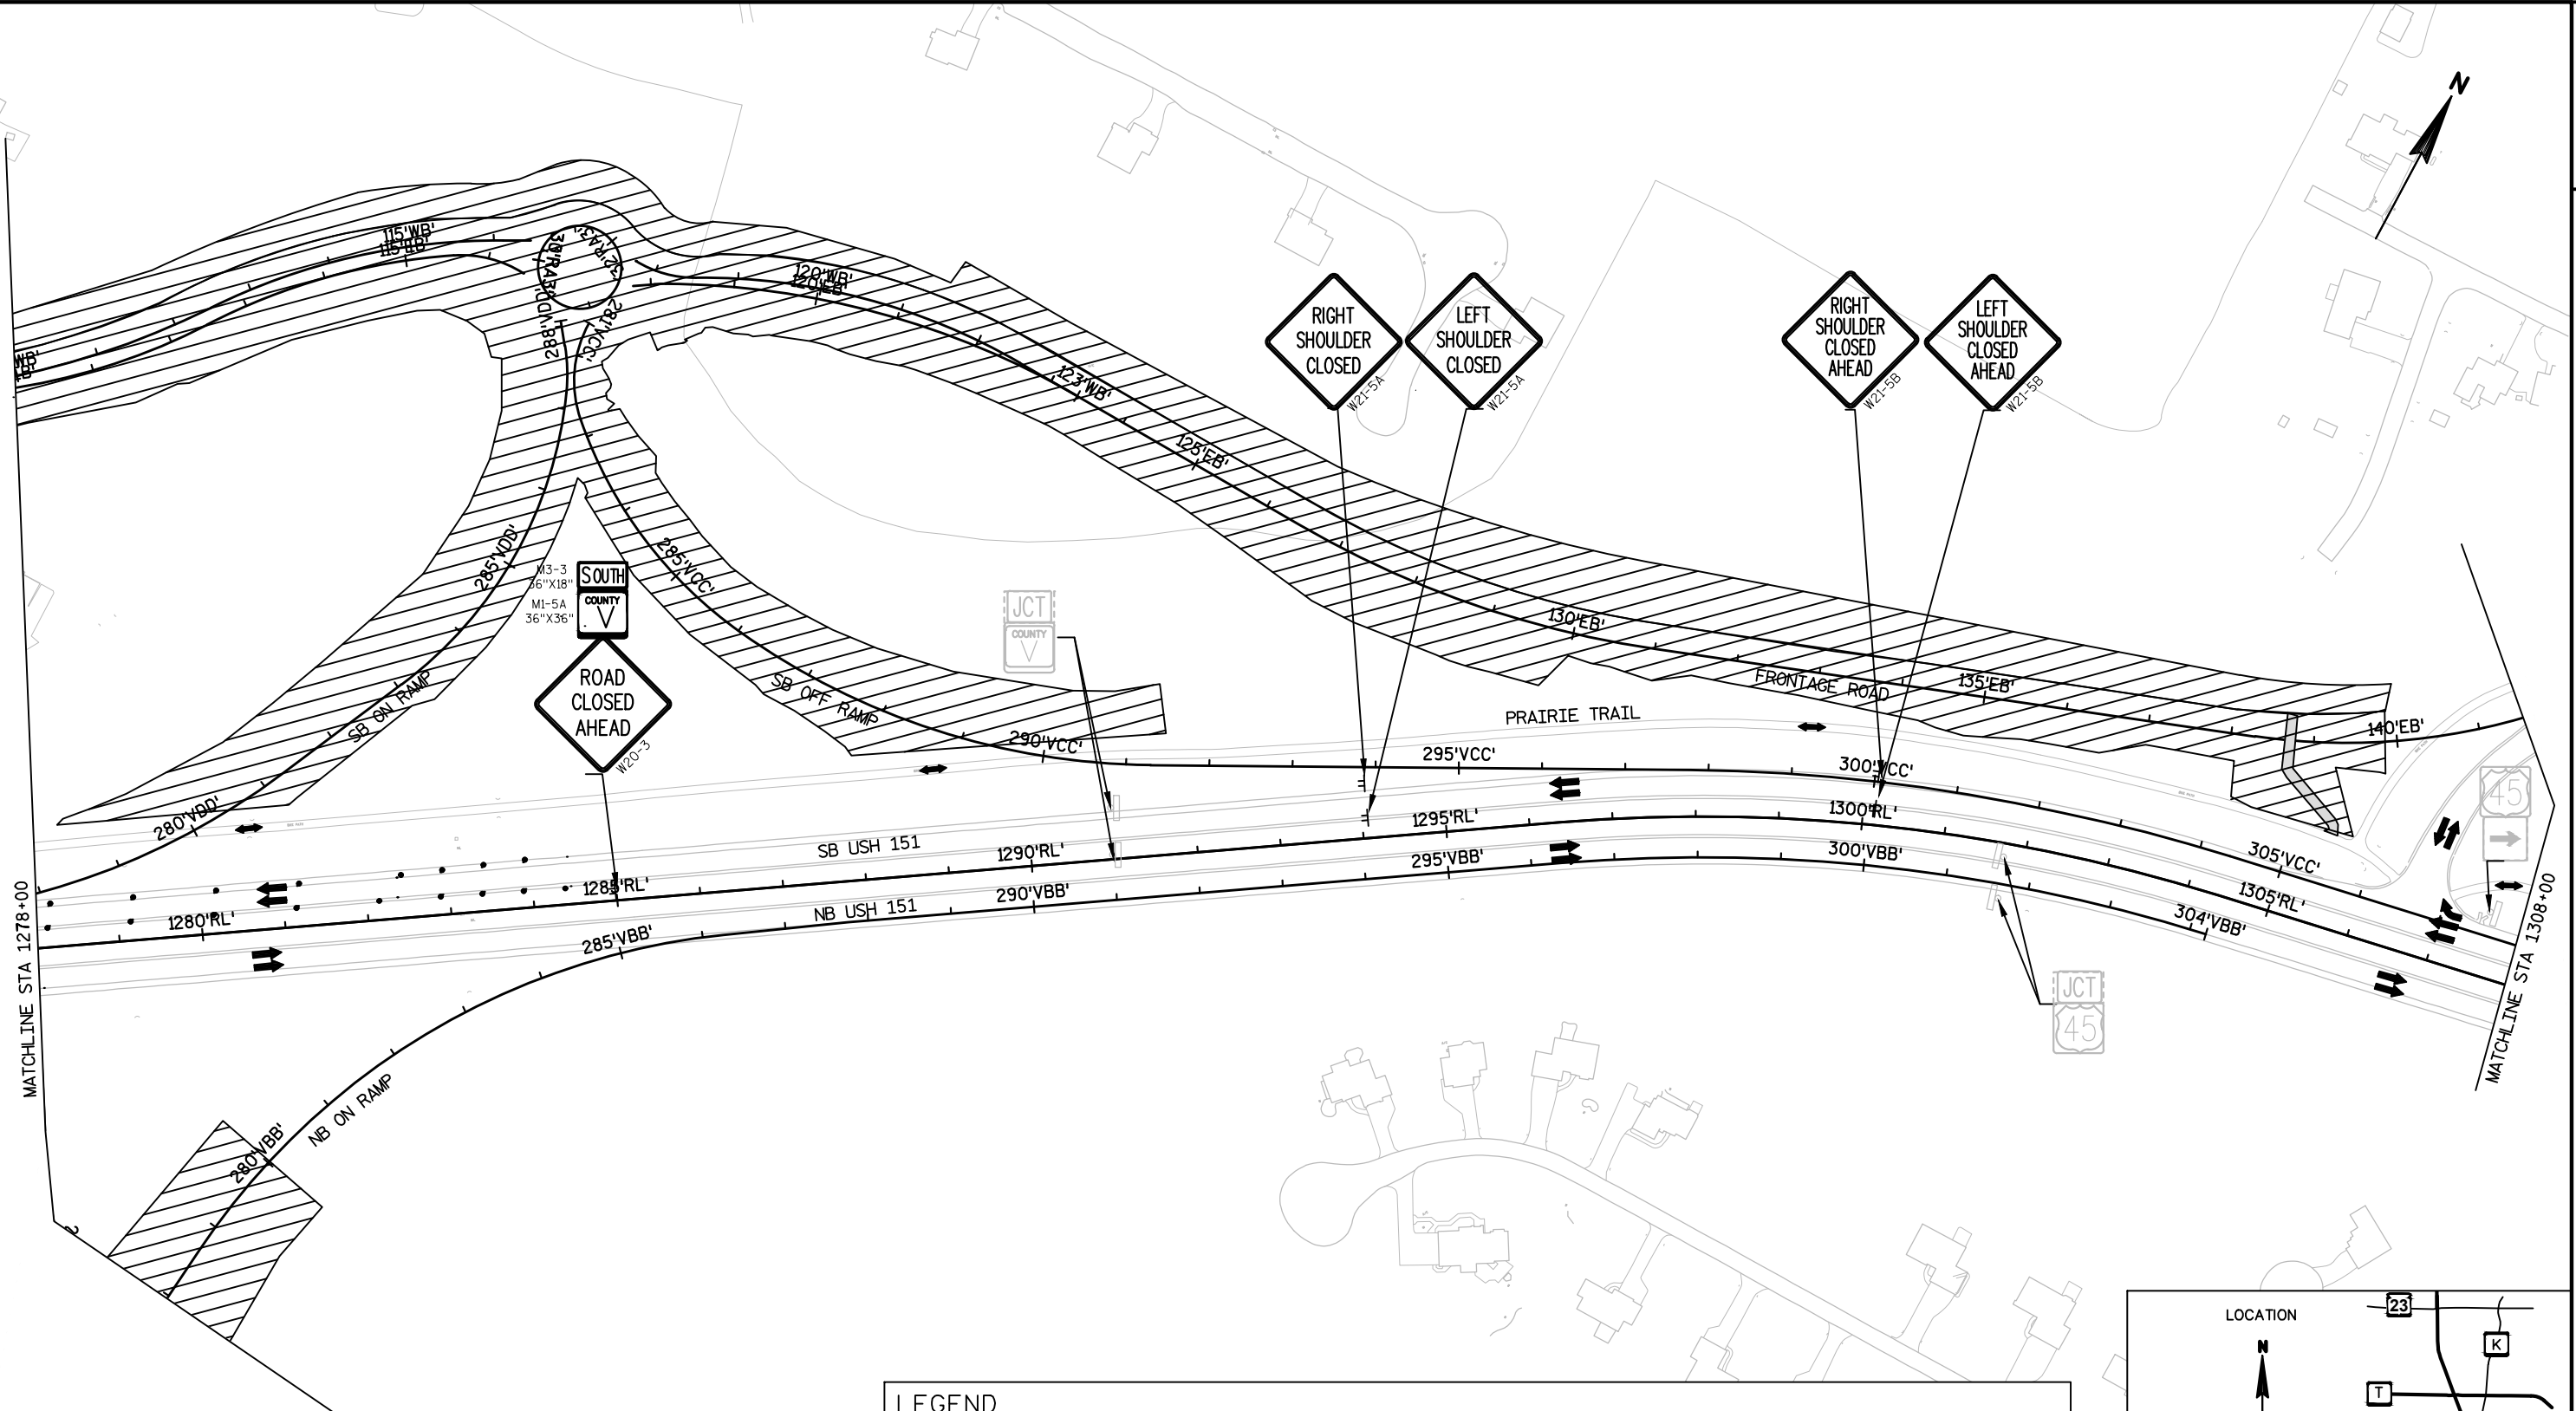 N
115'WB'
115'EB'
30'RA3'
32'RA3'
120'WB'
120'EB'
WB'
288'VDD'
287'VCC'
RIGHT
SHOULDER
CLOSED
W21-5A
LEFT
SHOULDER
CLOSED
W21-5A
RIGHT
SHOULDER
CLOSED
AHEAD
W21-5B
LEFT
SHOULDER
CLOSED
AHEAD
W21-5B
123'WB'
125'EB'
285'VDD'
285'VCC'
M3-3
36"X18"
SOUTH
M1-5A
36"X36"
COUNTY
V
ROAD
CLOSED
AHEAD
W20-3
JCT
COUNTY
V
130'EB'
SB ON RAMP
SB OFF RAMP
FRONTAGE ROAD
135'EB'
PRAIRIE TRAIL
140'EB'
290'VCC'
295'VCC'
300'VCC'
45
280'VDD'
SB USH 151
1295'RL'
1300'RL'
1290'RL'
295'VBB'
300'VBB'
305'VCC'
1285'RL'
290'VBB'
1305'RL'
1280'RL'
NB USH 151
304'VBB'
285'VBB'
MATCHLINE STA 1278+00
MATCHLINE STA 1308+00
JCT
45
NB ON RAMP
280'VBB'
LOCATION
N
23
K
T
LEGEND